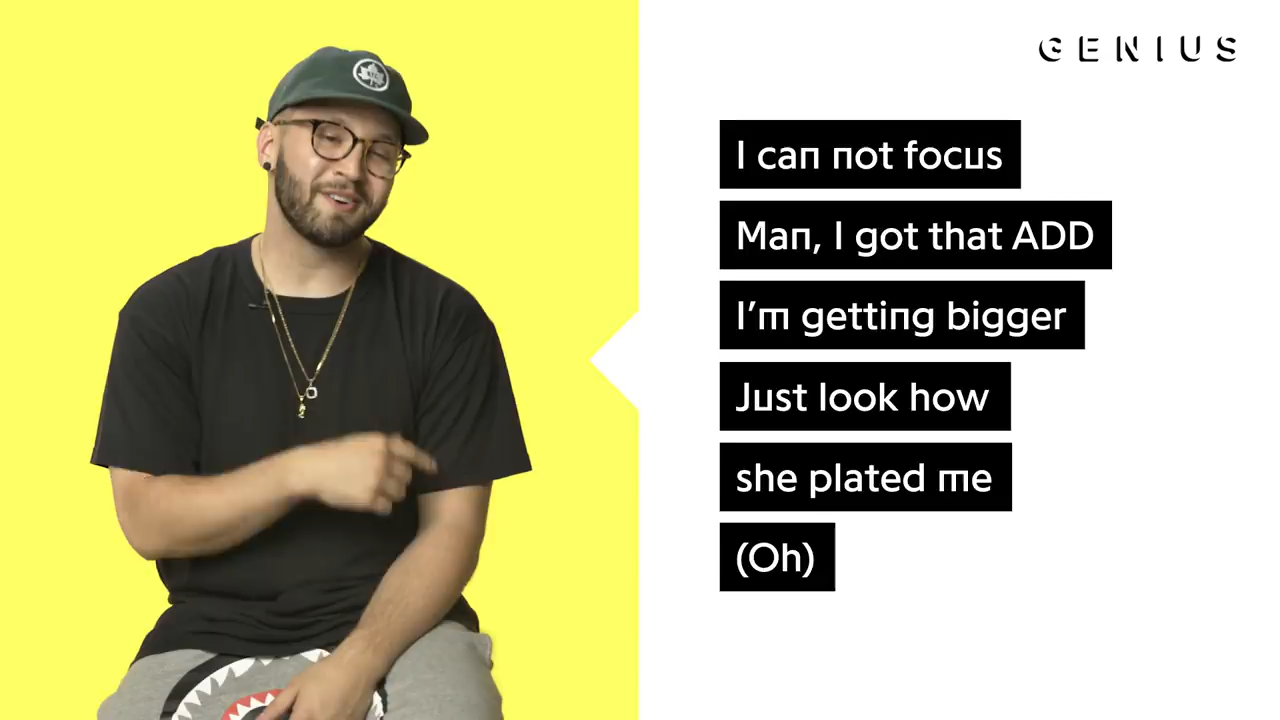 GENIUS
I can not focus
Man, I got that ADD
I'm getting bigger
Just look how
she plated me
(Oh)